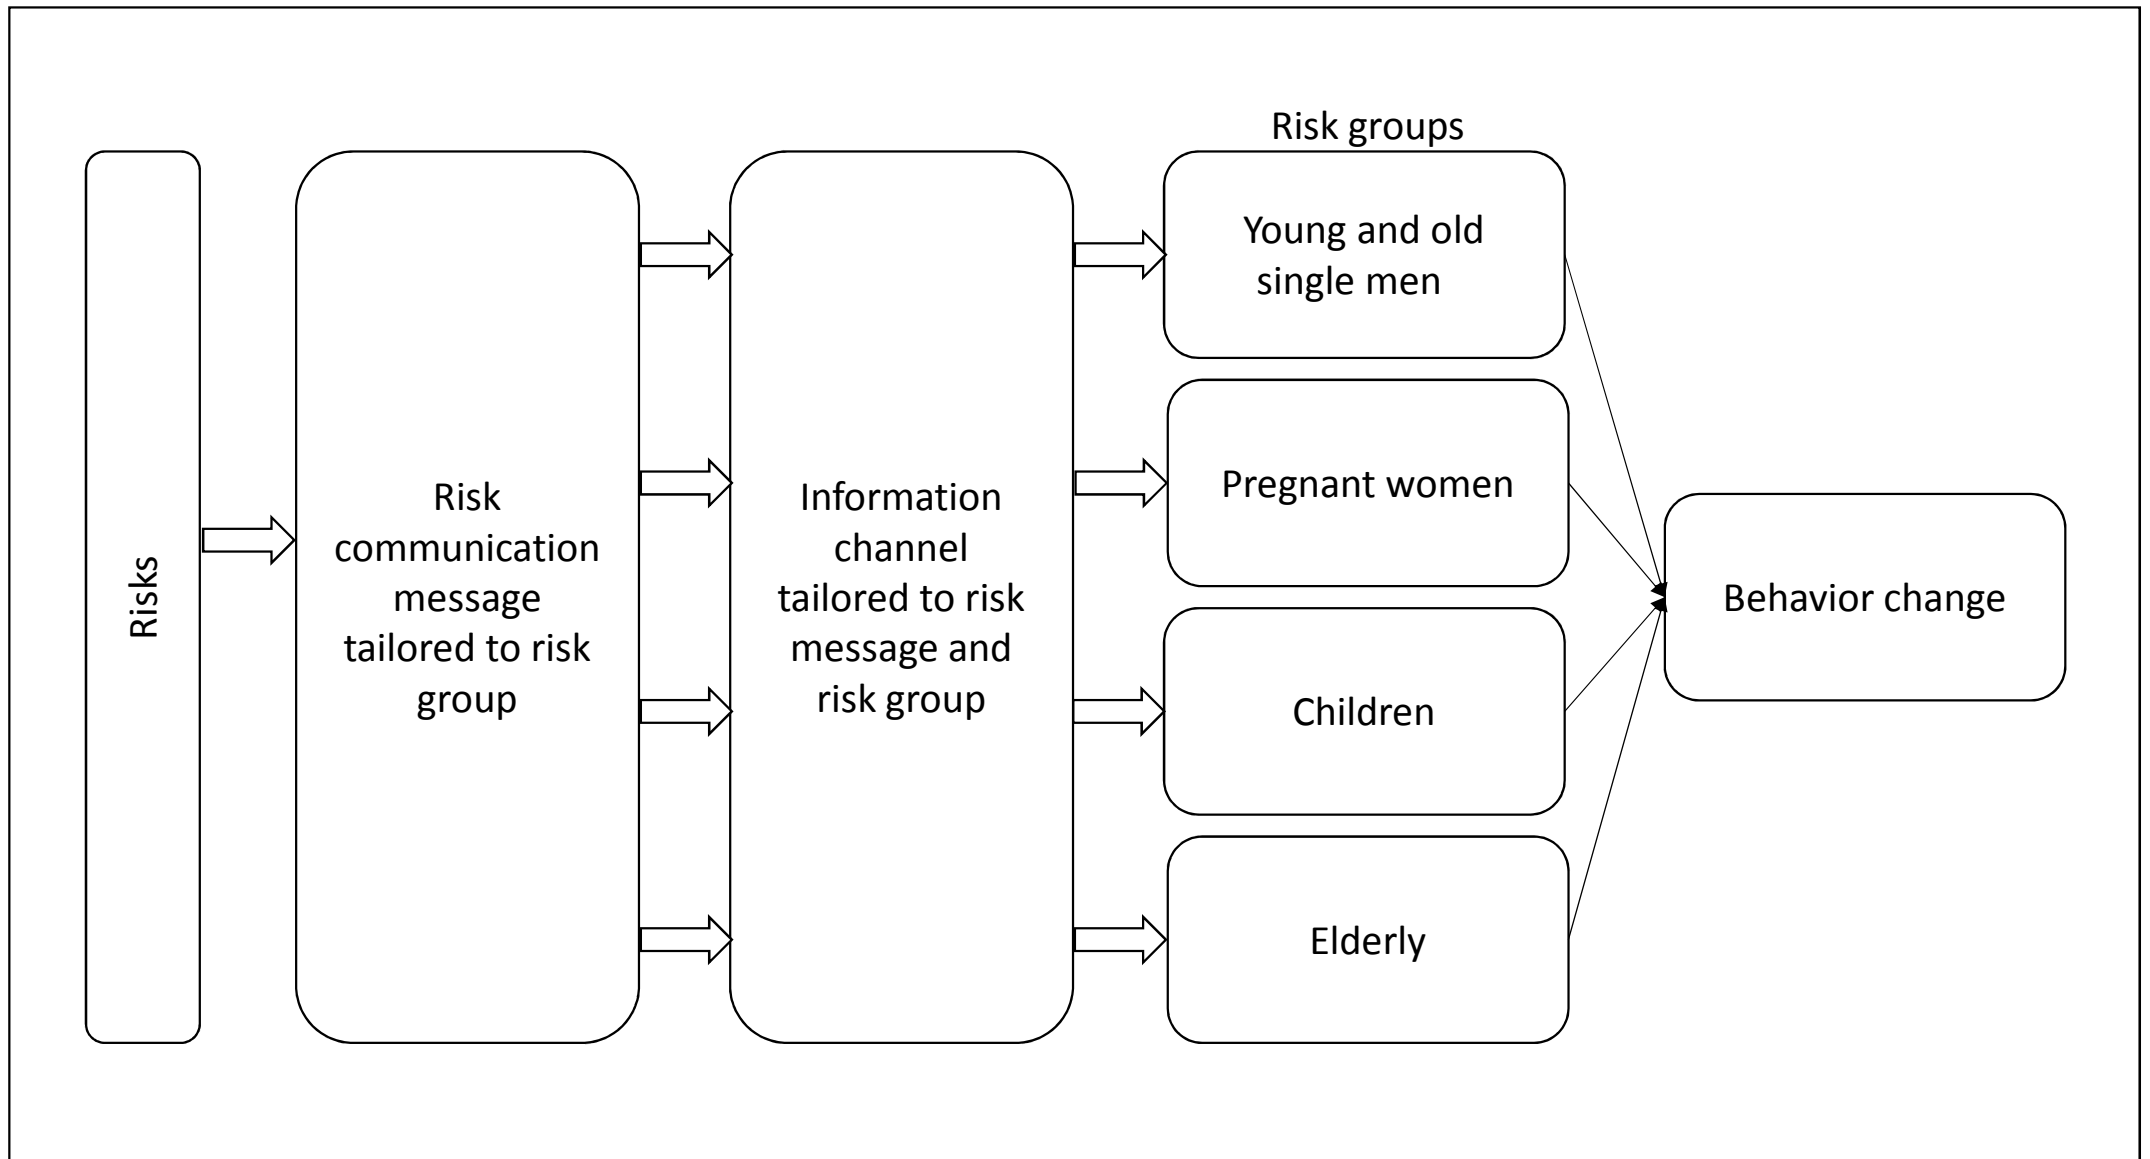 Risks
Risk
communication
message
tailored to risk
group
Information
channel
tailored to risk
message and
risk group
Risk groups
Young and old
single men
Pregnant women
Children
Elderly
Behavior change